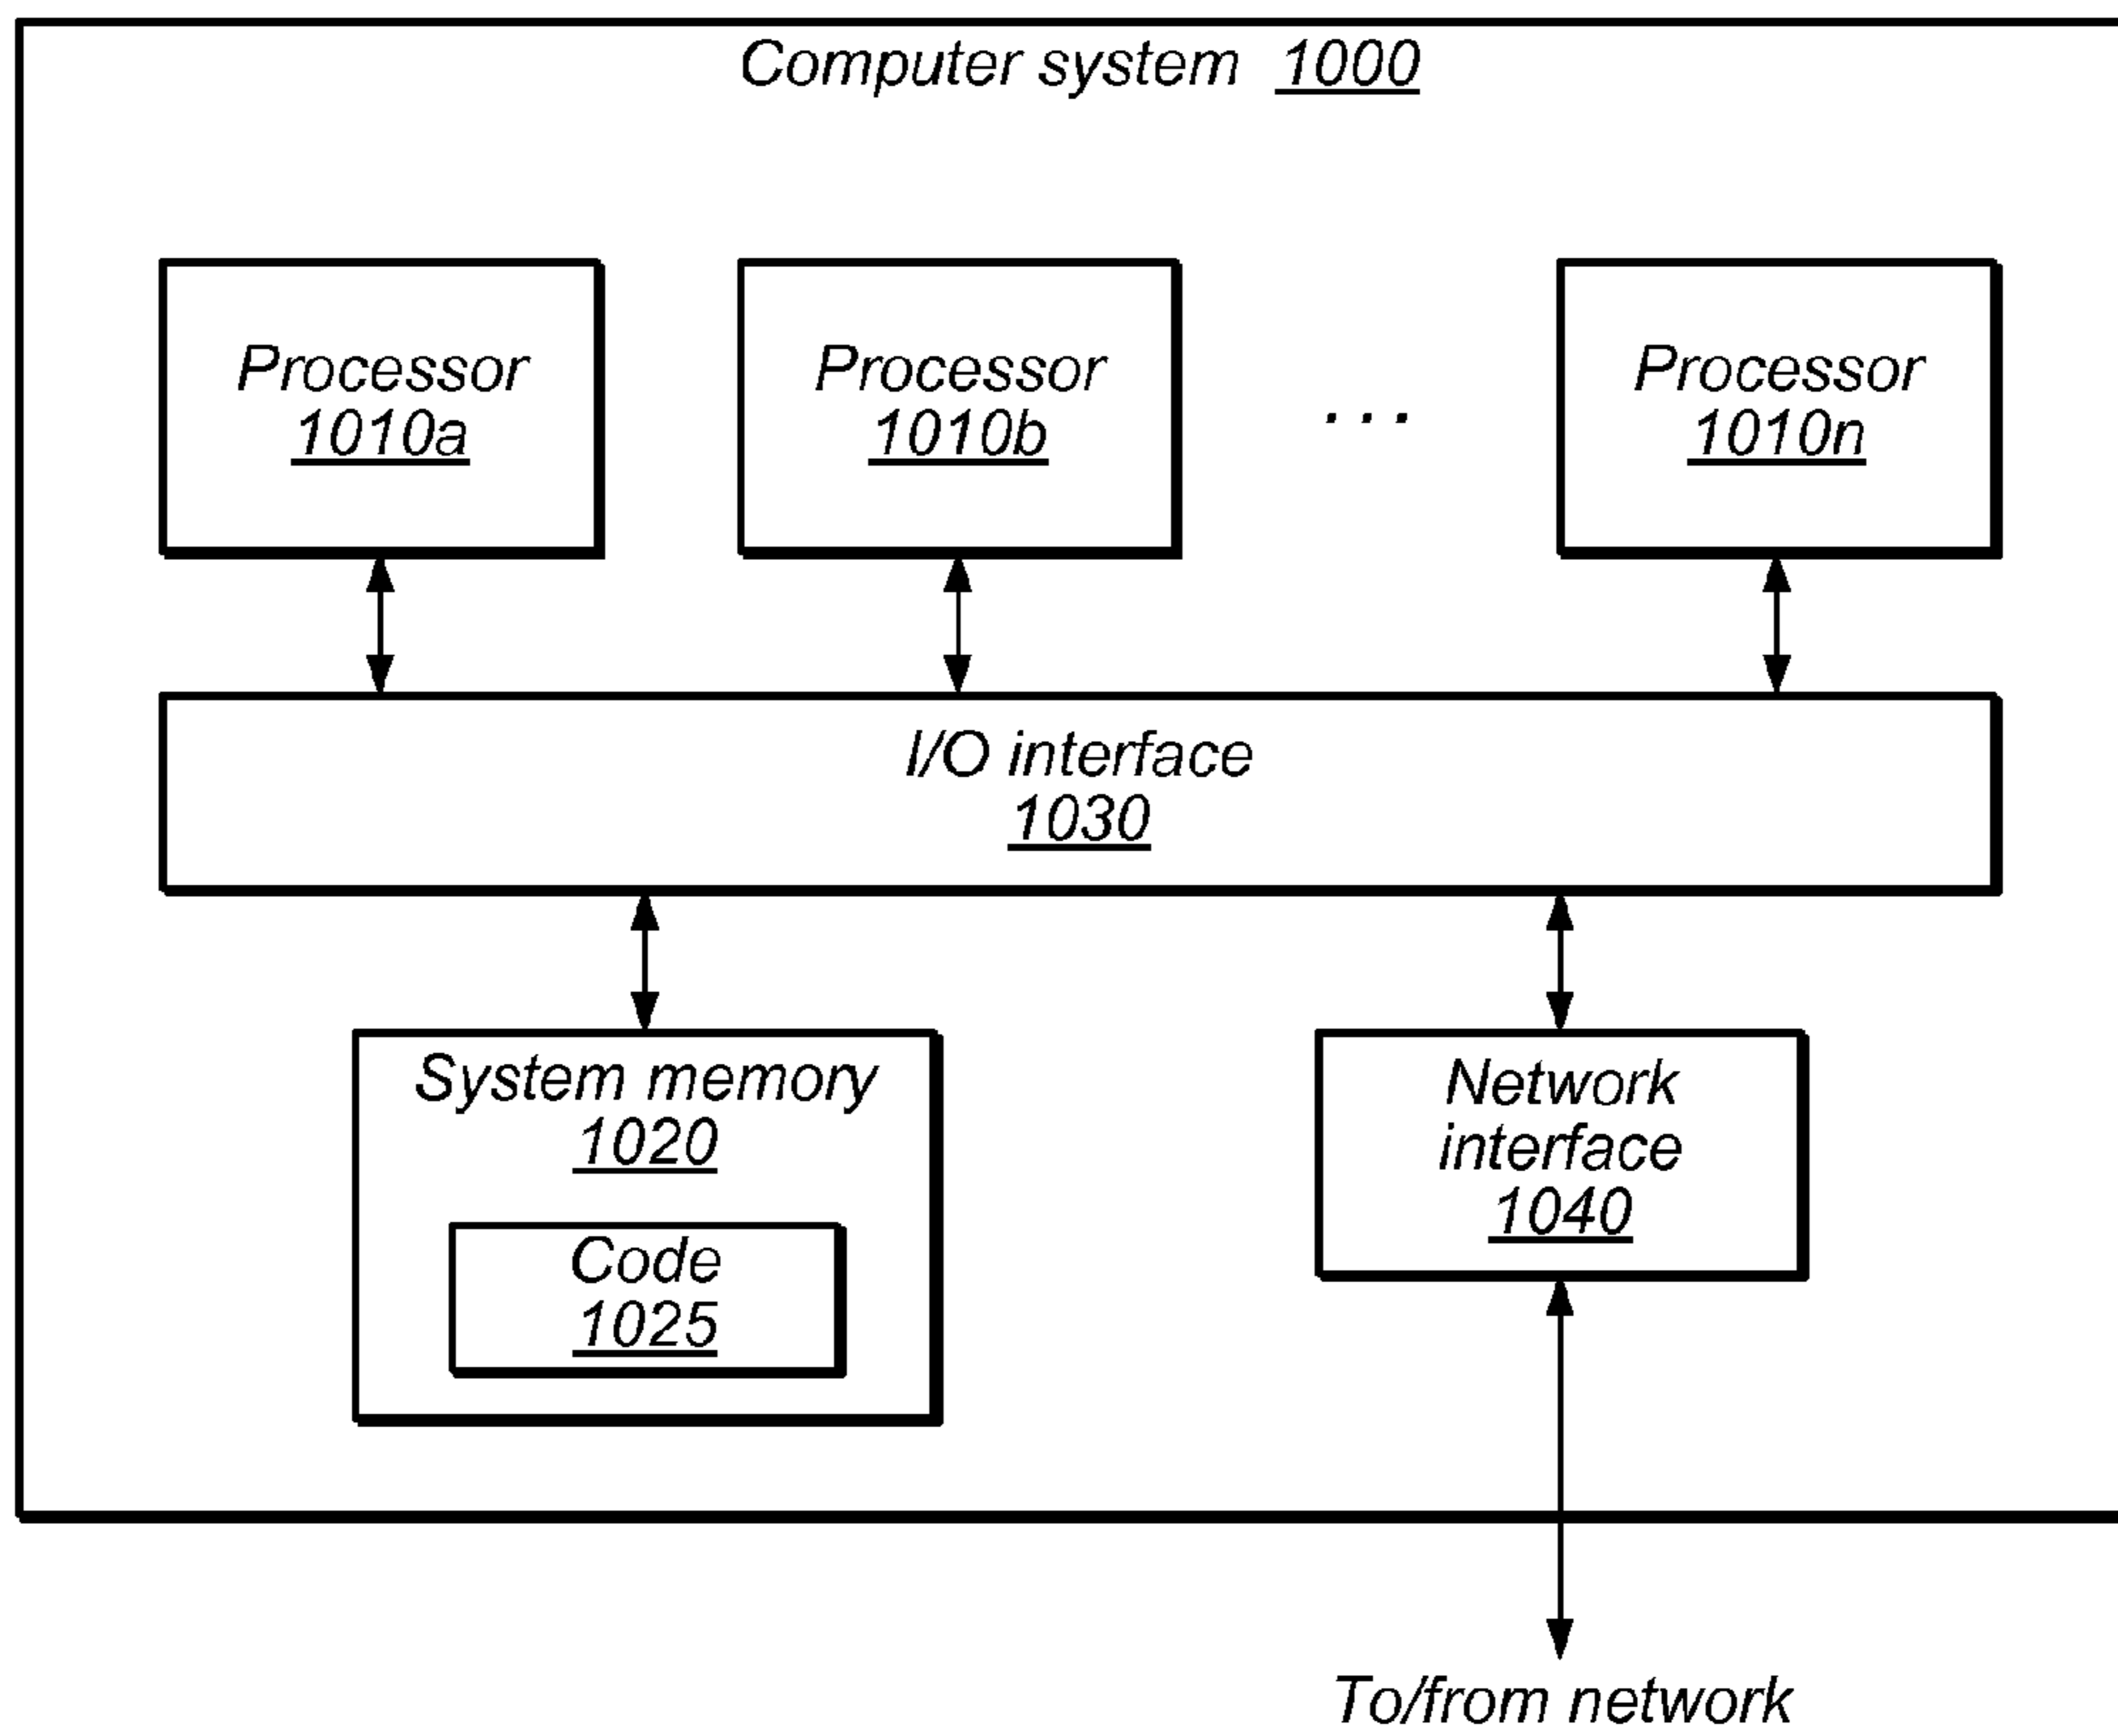 Computer system 1000
Processor
1010a
Processor
1010b
...
Processor
1010n
I/O interface
1030
System memory
1020
Code
1025
Network
interface
1040
To/from network